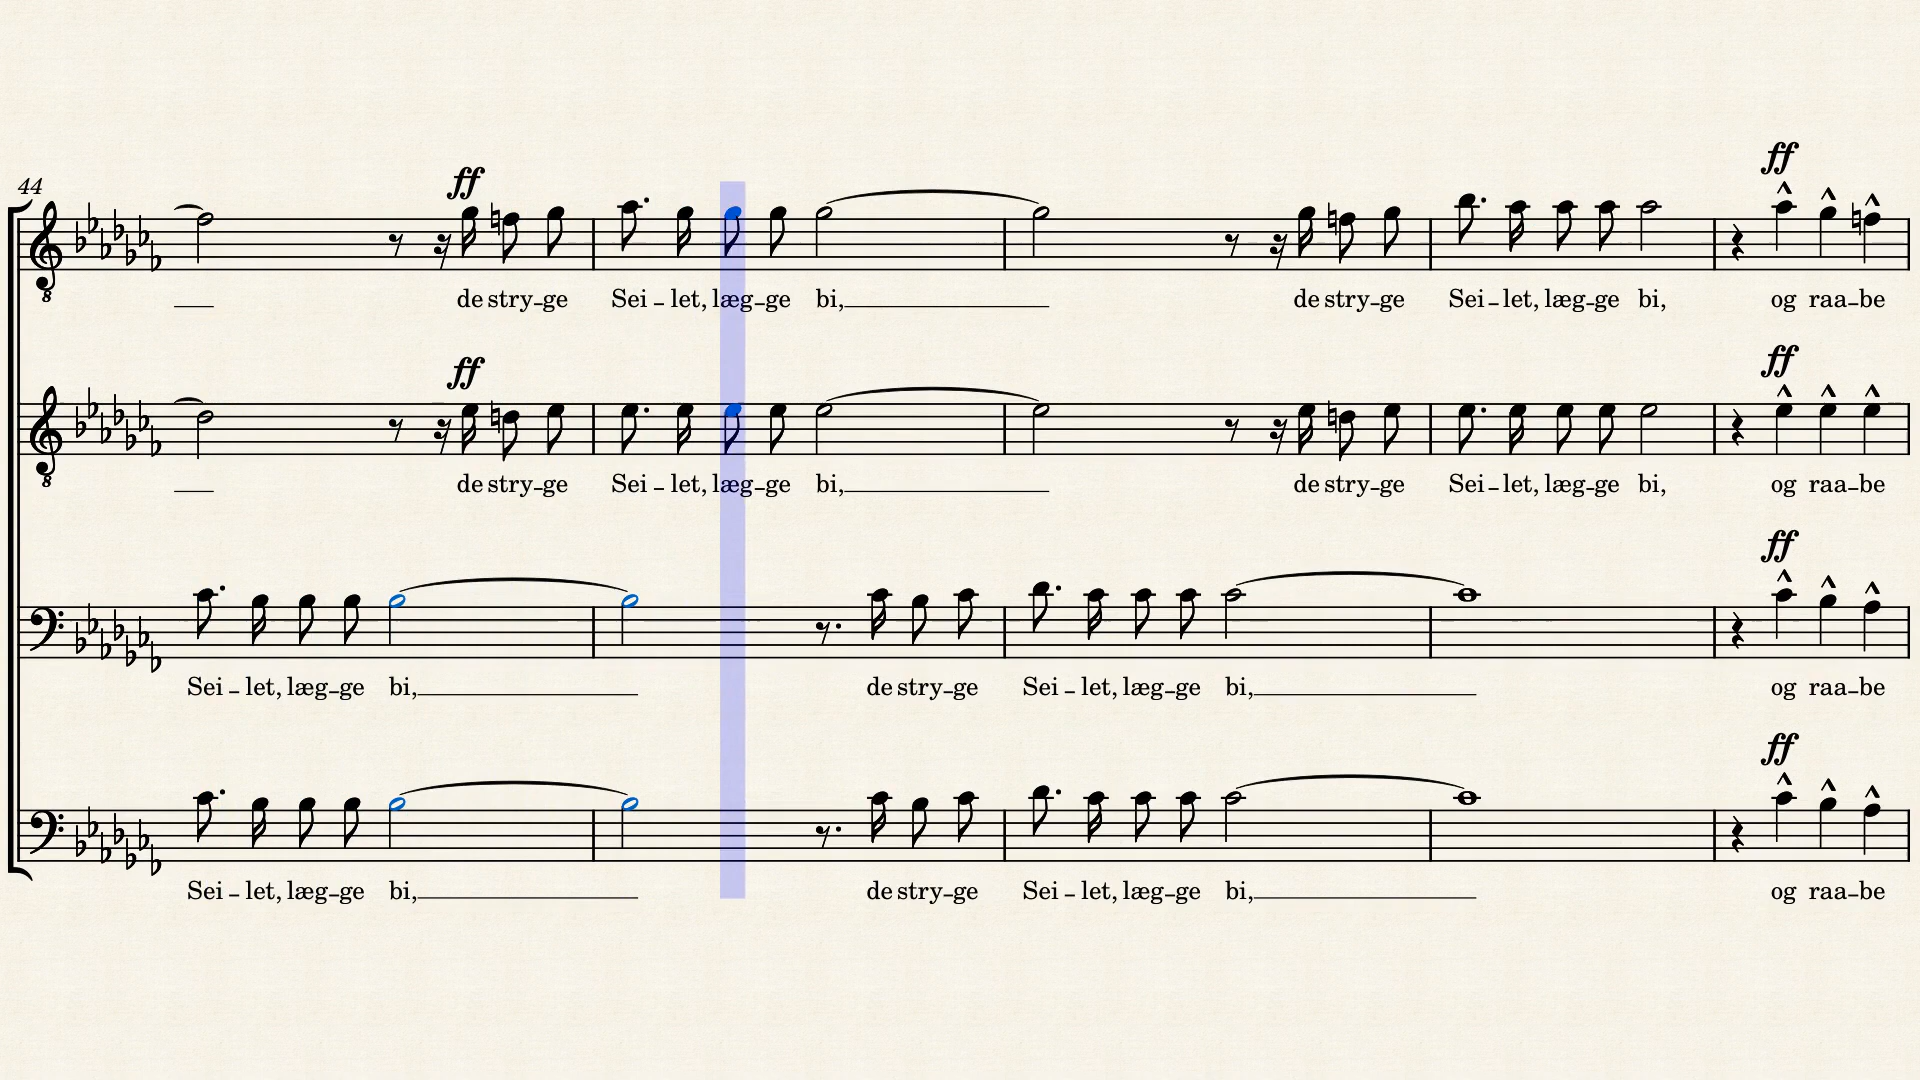 ff ff
44
8
de stry-ge Sei-let, læg-ge bi, de stry-ge Sei-let, læg-ge bi, og raa-be
ff ff
8
de stry-ge Sei-let, læg-ge bi, de stry-ge Sei-let, læg-ge bi, og raa-be
ff
Sei-let, læg-ge bi, de stry-ge Sei-let, læg-ge bi, og raa-be
ff
Sei-let, læg-ge bi, de stry-ge Sei-let, læg-ge bi, og raa-be